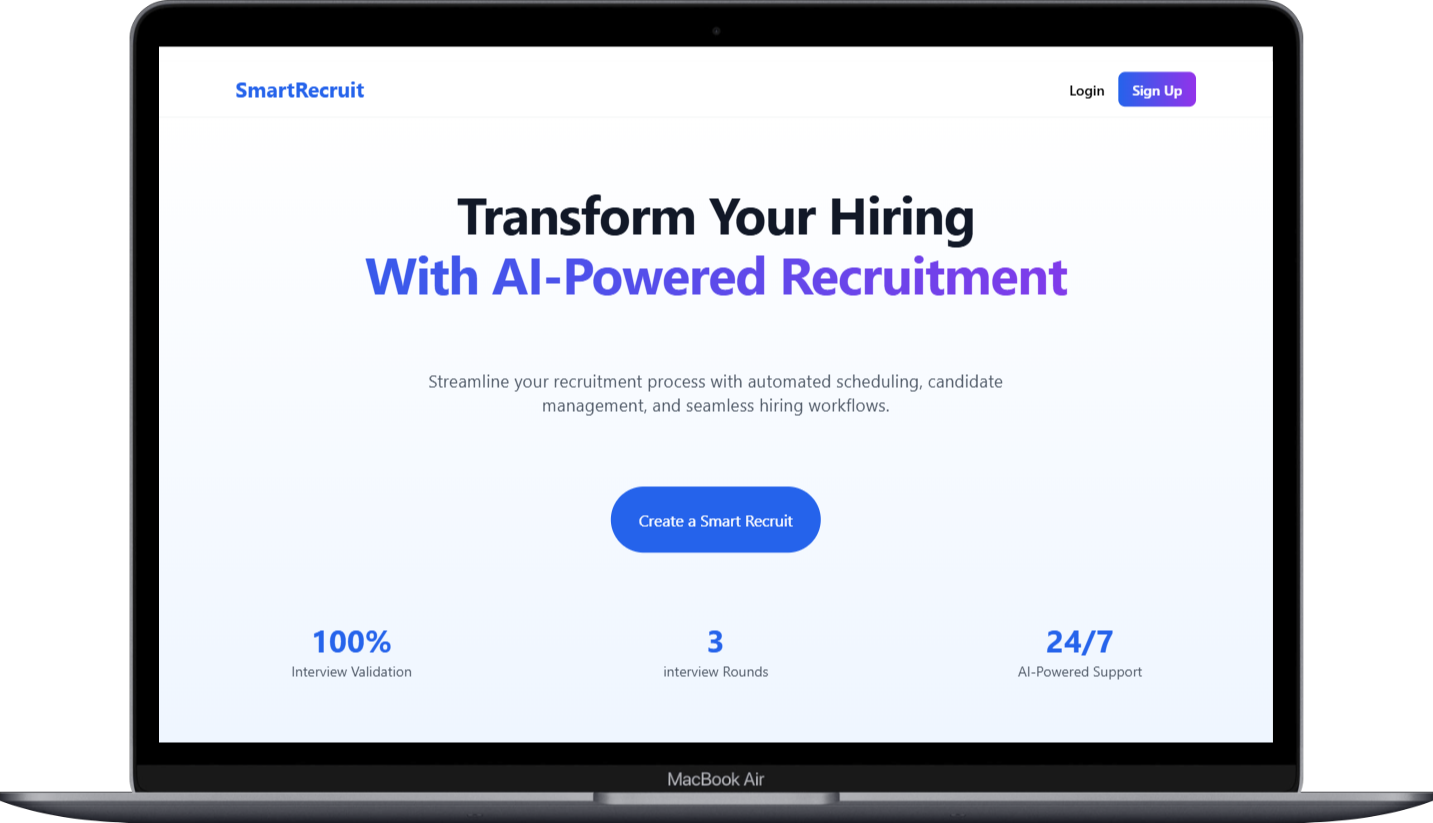 SmartRecruit
Login
Sign Up
Transform Your Hiring
With AI-Powered Recruitment
Streamline your recruitment process with automated scheduling, candidate
management, and seamless hiring workflows.
Create a Smart Recruit
100%
Interview Validation
3
interview Rounds
24/7
AI-Powered Support
MacBook Air